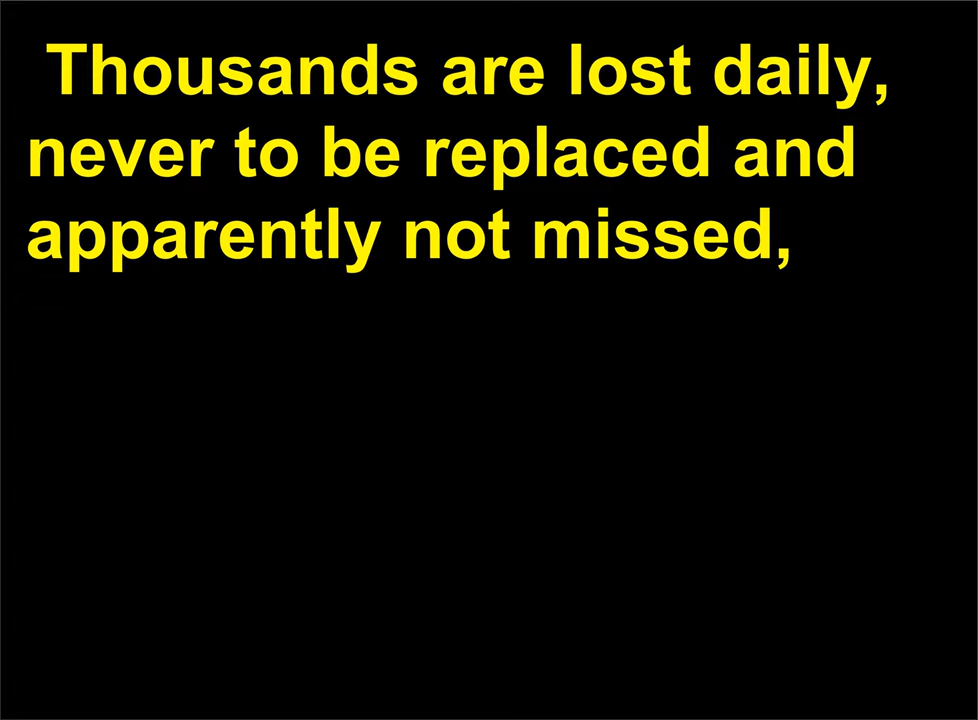 Thousands are lost daily,
never to be replaced and
apparently not missed,